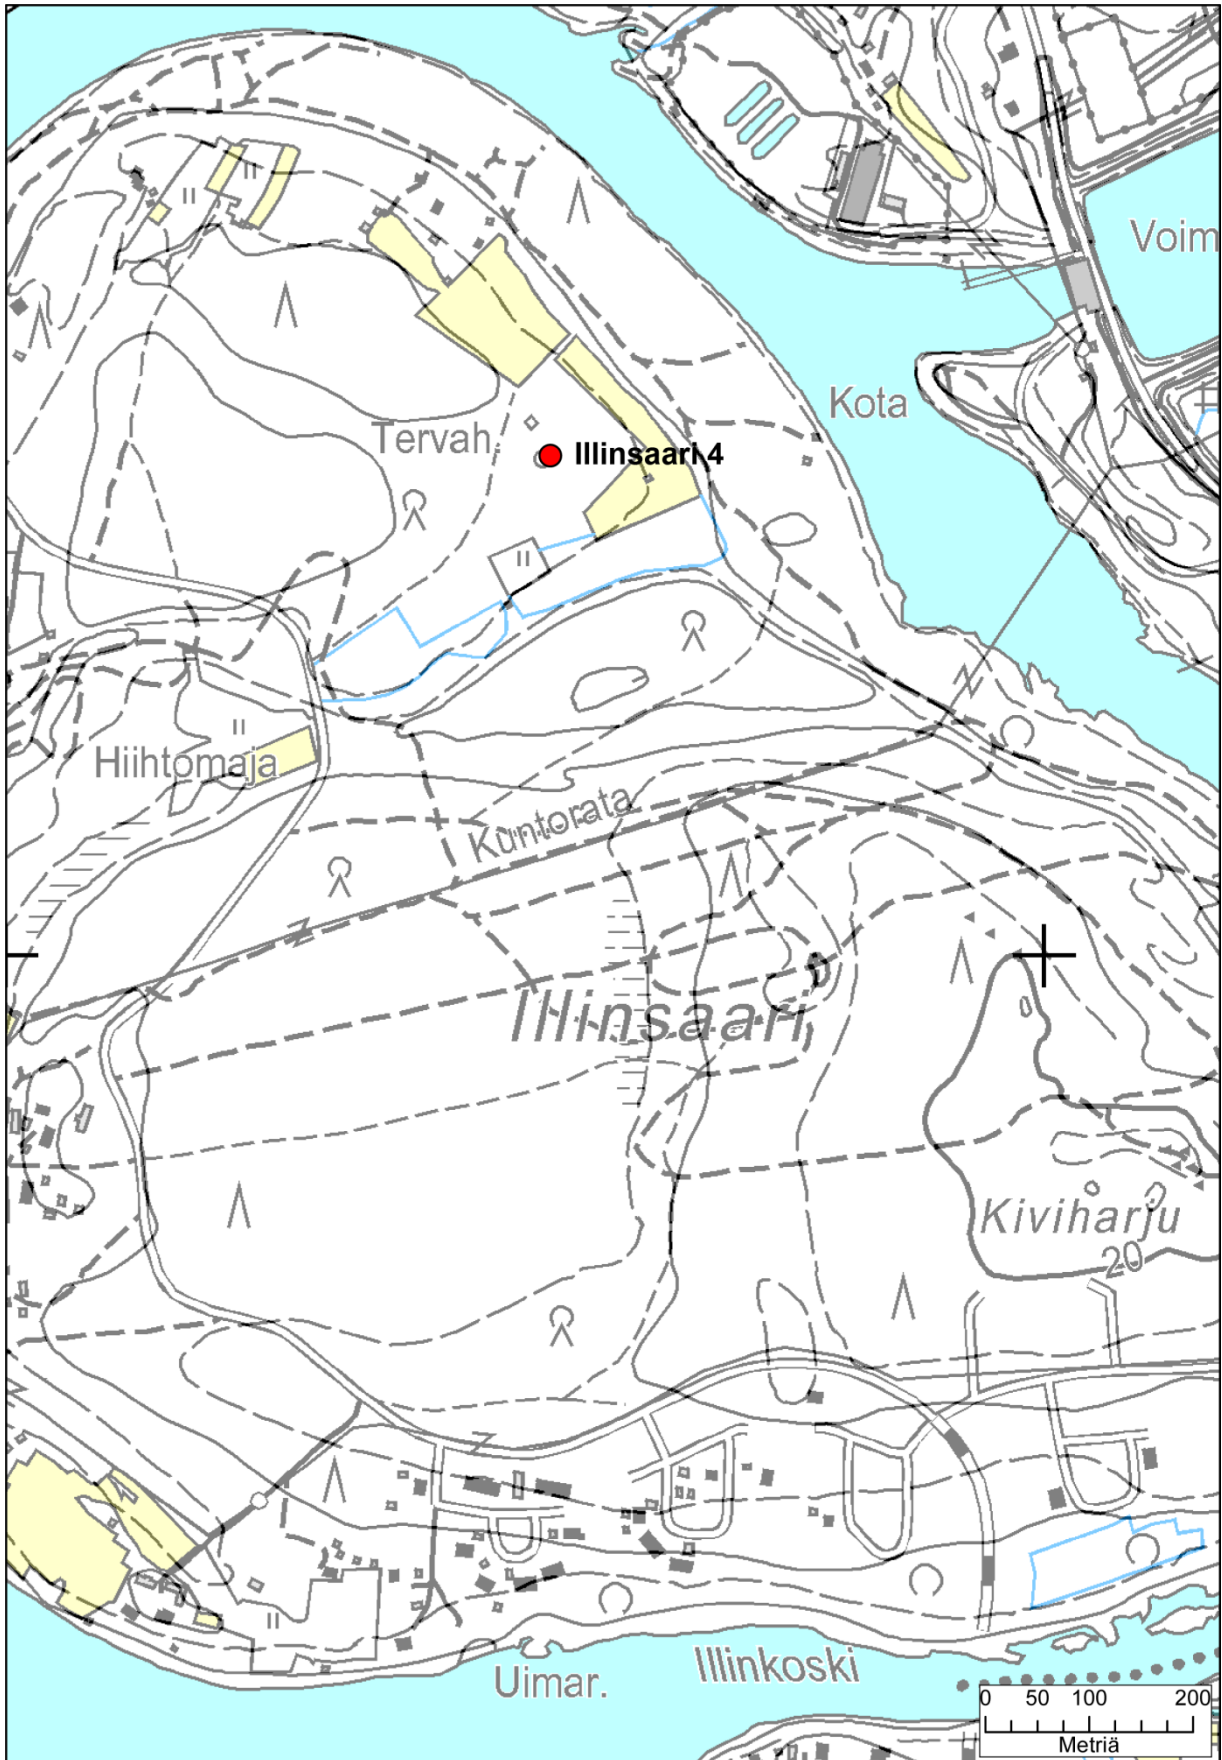 Voim
Kota
Tervah.
Illinsaari 4
Hiihtomaja
Kuntorata
Illinsaari
Kiviharju
20
Illinkoski
Uimar.
0 50 100 200
Metriä